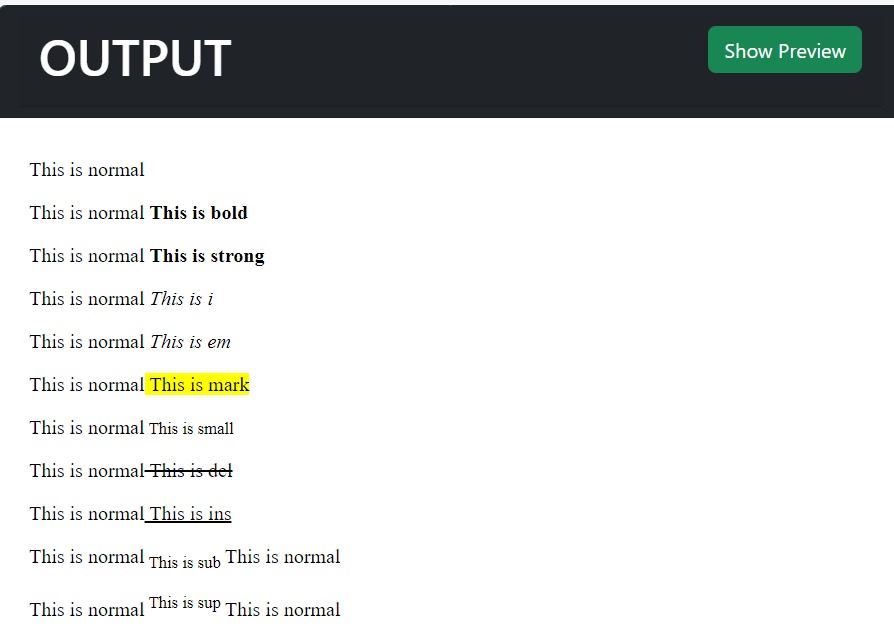 OUTPUT
Show Preview
This is normal
This is normal This is bold
This is normal This is strong
This is normal This is i
This is normal This is em
This is normal This is mark
This is normal This is small
This is normal This is del
This is normal This is ins
This is normal This is sub This is normal
This is normal This is sup This is normal